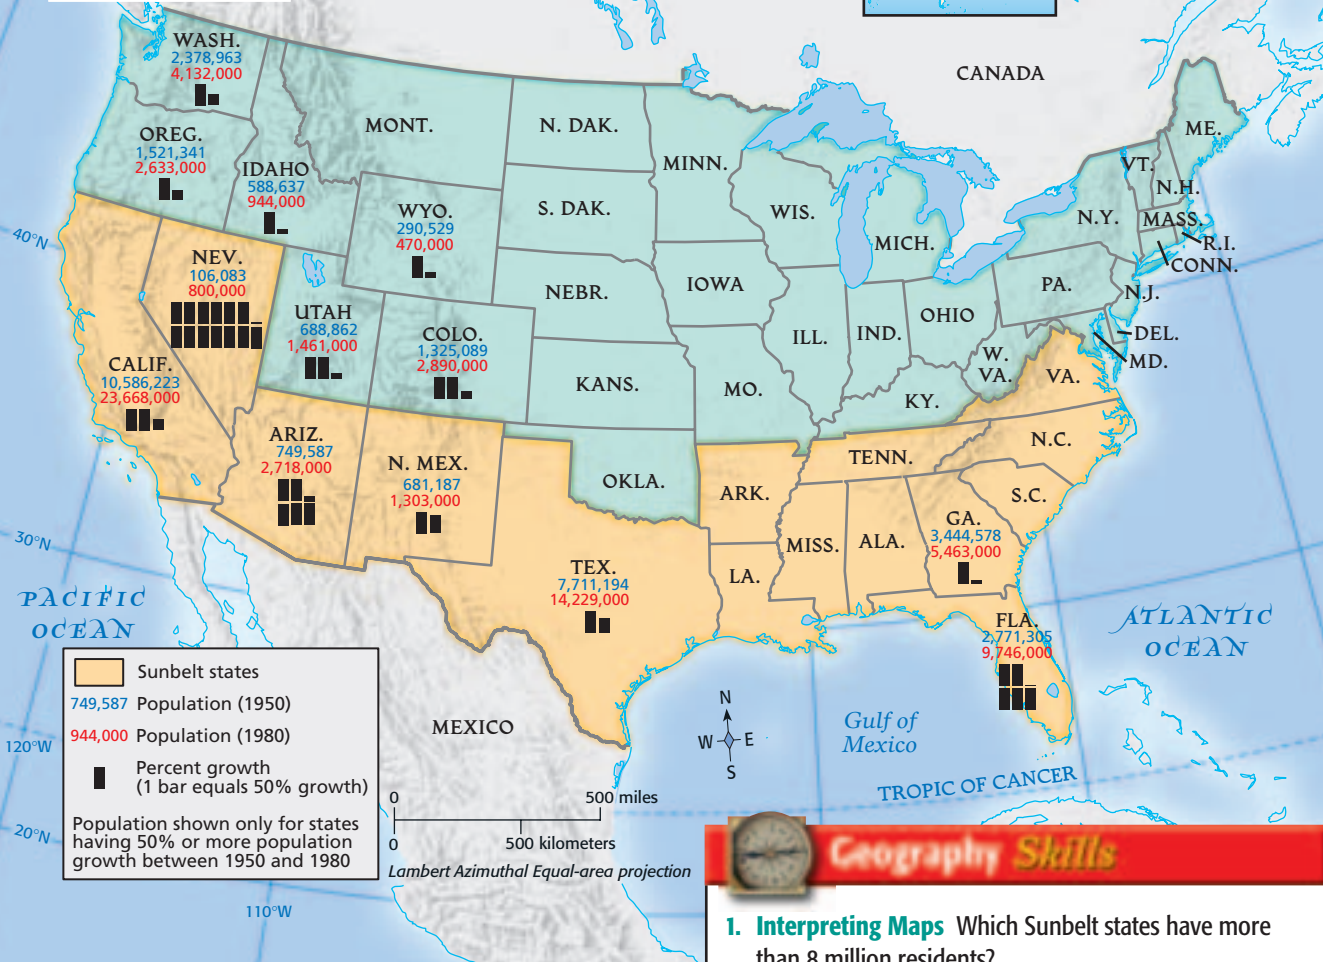 CANADA
WASH.
2,378,963
4,132,000
OREG.
1,521,341
2,633,000
IDAHO
588,637
944,000
MONT.
N. DAK.
MINN.
WYO.
290,529
470,000
S. DAK.
WIS.
MICH.
N.Y.
VT.
ME.
N.H.
MASS.
R.I.
CONN.
40°N
NEV.
106,083
800,000
UTAH
688,862
1,461,000
COLO.
1,325,089
2,890,000
NEBR.
IOWA
ILL.
IND.
OHIO
PA.
N.J.
DEL.
MD.
W.
VA.
VA.
CALIF.
10,586,223
23,668,000
KANS.
MO.
KY.
ARIZ.
749,587
2,718,000
N. MEX.
681,187
1,303,000
OKLA.
ARK.
TENN.
N.C.
S.C.
GA.
3,444,578
5,463,000
MISS.
ALA.
LA.
TEX.
7,711,194
14,229,000
FLA.
2,771,305
9,746,000
30°N
PACIFIC
OCEAN
ATLANTIC
OCEAN
Sunbelt states
749,587 Population (1950)
944,000 Population (1980)
Percent growth
(1 bar equals 50% growth)
Population shown only for states
having 50% or more population
growth between 1950 and 1980
120°W
20°N
110°W
MEXICO
N
W E
S
Gulf of
Mexico
TROPIC OF CANCER
0 500 miles
0 500 kilometers
Lambert Azimuthal Equal-area projection
Geography Skills
1. Interpreting Maps Which Sunbelt states have more
than 8 million residents?